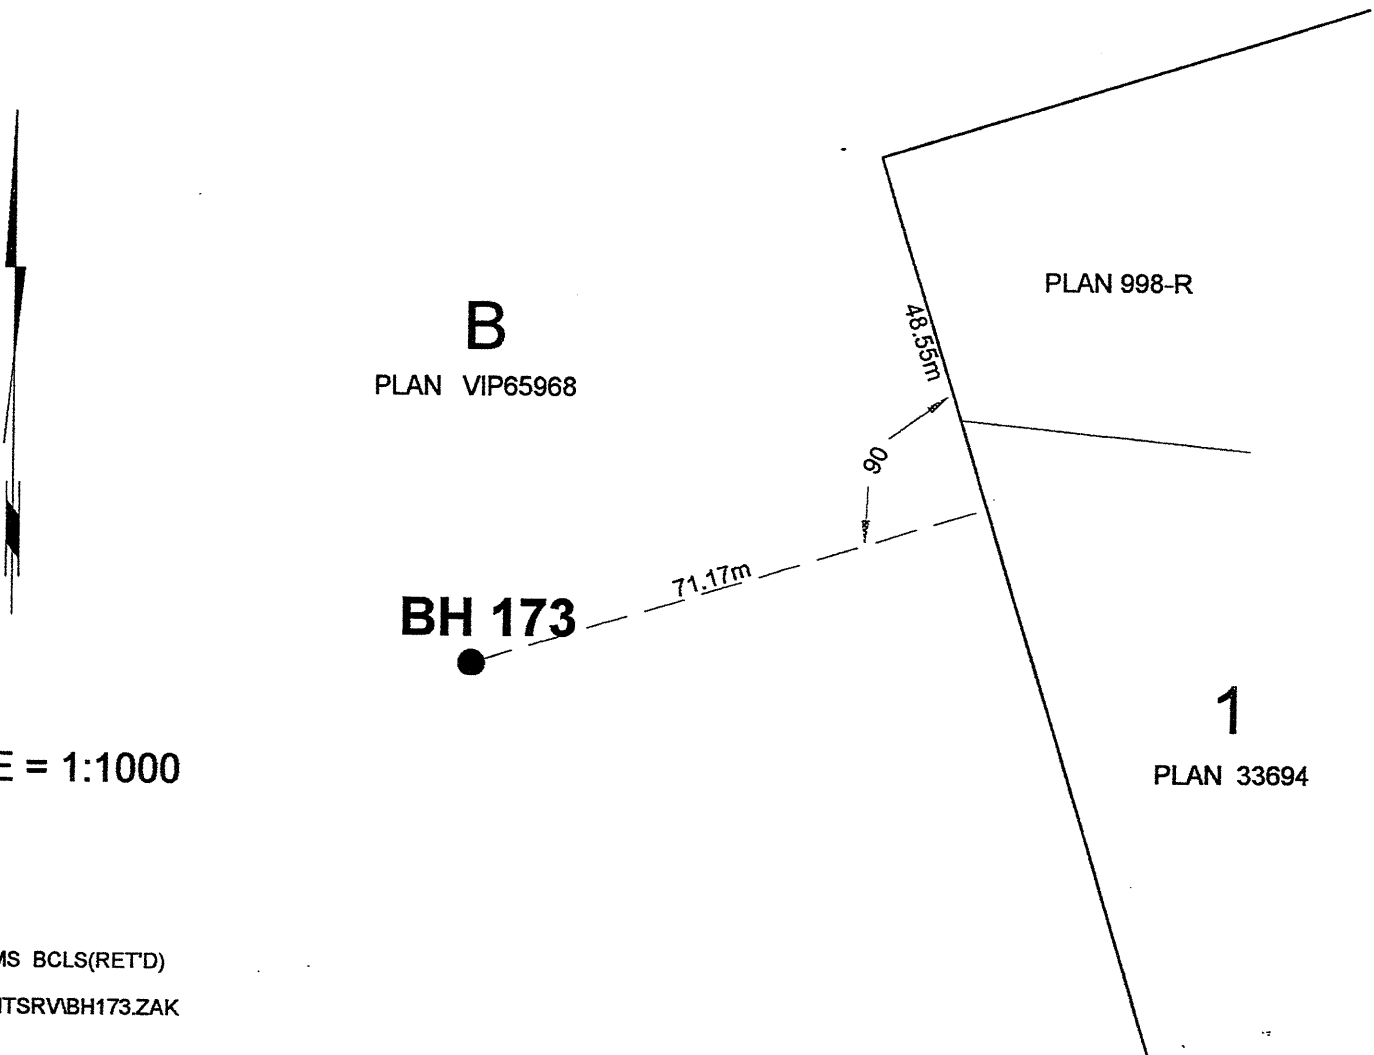 PLAN 998-R
48.55m
B
PLAN VIP65968
90
71.17m
BH 173
1
PLAN 33694
E = 1:1000
MS BCLS(RET'D)
\BH173.ZAK